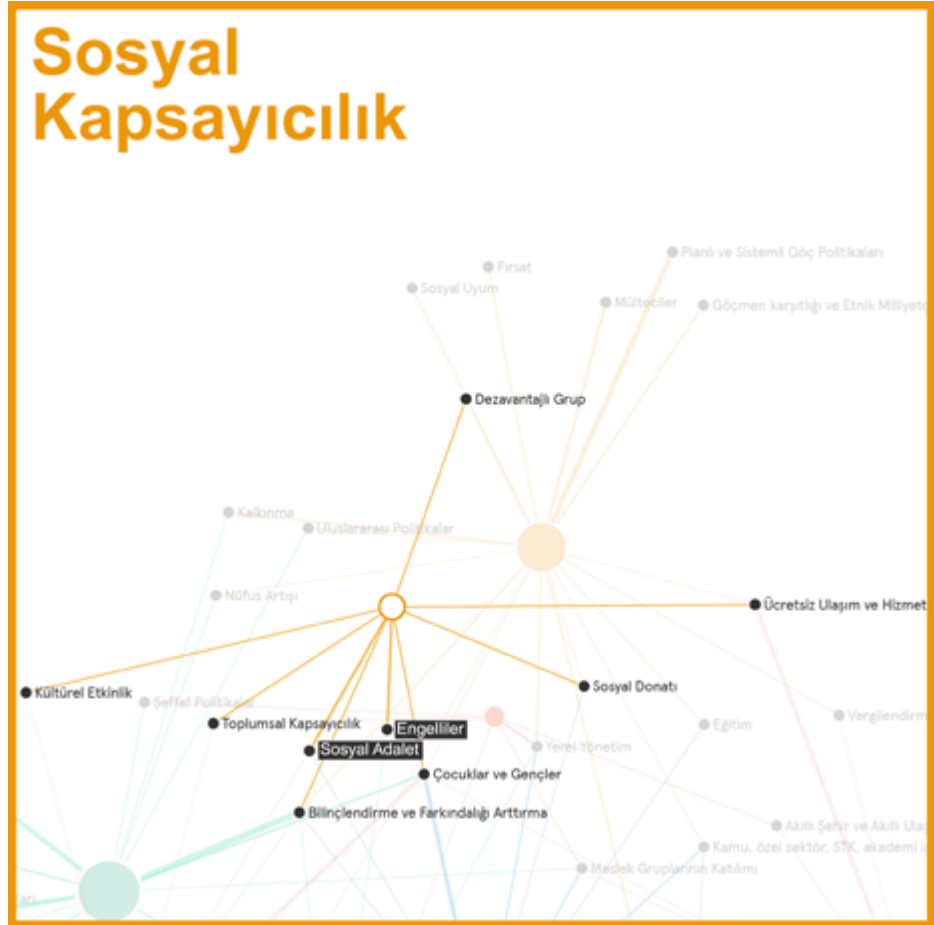 Sosyal
Kapsayıcılık
Planlı ve Sistemli Göç Politikaları
Fırsat
Sosyal Uyum
Mülteciler
Göçmen karşıtlığı ve Etnik Milliyetç
Dezavantajlı Grup
Kalkınma
Uluslararası Politikalar
Nüfus Artışı
Ücretsiz Ulaşım ve Hizmet
Kültürel Etkinlik
Sosyal Donatı
Şeffaf Politikalar
Toplumsal Kapsayıcılık
Engelliler
Eğitim
Vergilendirm
Sosyal Adalet
Yerel Yönetim
Çocuklar ve Gençler
Bilinçlendirme ve Farkındalığı Arttırma
Akıllı Şehir ve Akıllı Ulaş
Kamu, özel sektör, STK, akademi iş
Meslek Gruplarının Katılımı
ları